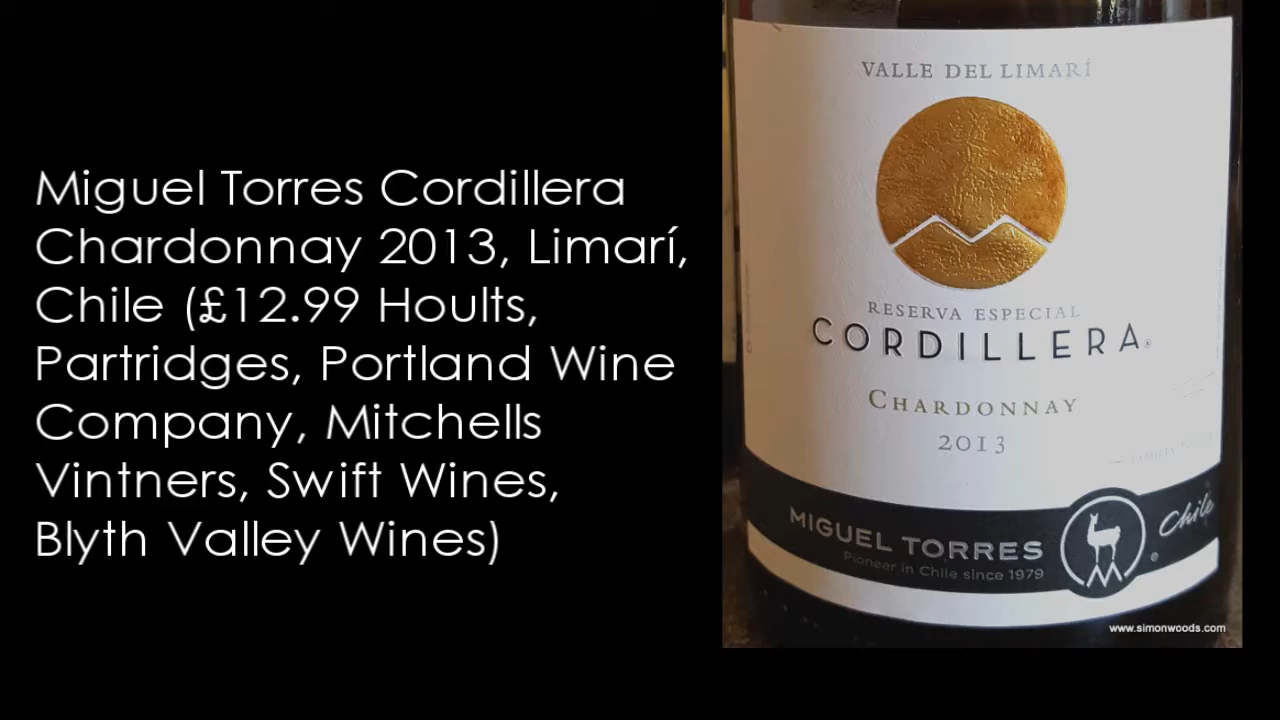 Miguel Torres Cordillera
Chardonnay 2013, Limarí,
Chile (£12.99 Hoults,
Partridges, Portland Wine
Company, Mitchells
Vintners, Swift Wines,
Blyth Valley Wines)
VALLE DEL LIMARÍ
RESERVA ESPECIAL
CORDILLERA®
CHARDONNAY
2013
MIGUEL TORRES
Pioneer in Chile since 1979
Chile
www.simonwoods.com